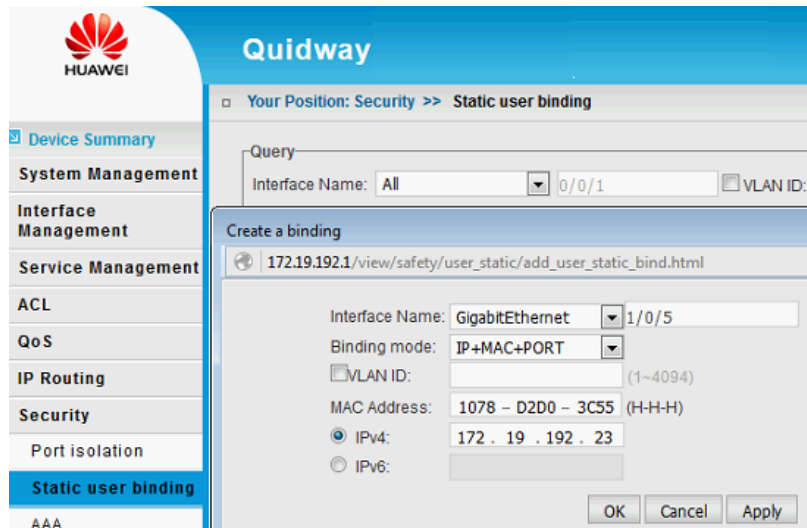 HUAWEI
Quidway
Your Position: Security >> Static user binding
Device Summary
System Management
Interface Management
Service Management
ACL
QoS
IP Routing
Security
Port isolation
Static user binding
AAA
Query
Interface Name: All 0/0/1 VLAN ID:
Create a binding
172.19.192.1/view/safety/user_static/add_user_static_bind.html
Interface Name: GigabitEthernet 1/0/5
Binding mode: IP+MAC+PORT
VLAN ID: (1~4094)
MAC Address: 1078 - D2D0 - 3C55 (H-H-H)
IPv4: 172 . 19 . 192 . 23
IPv6:
OK Cancel Apply